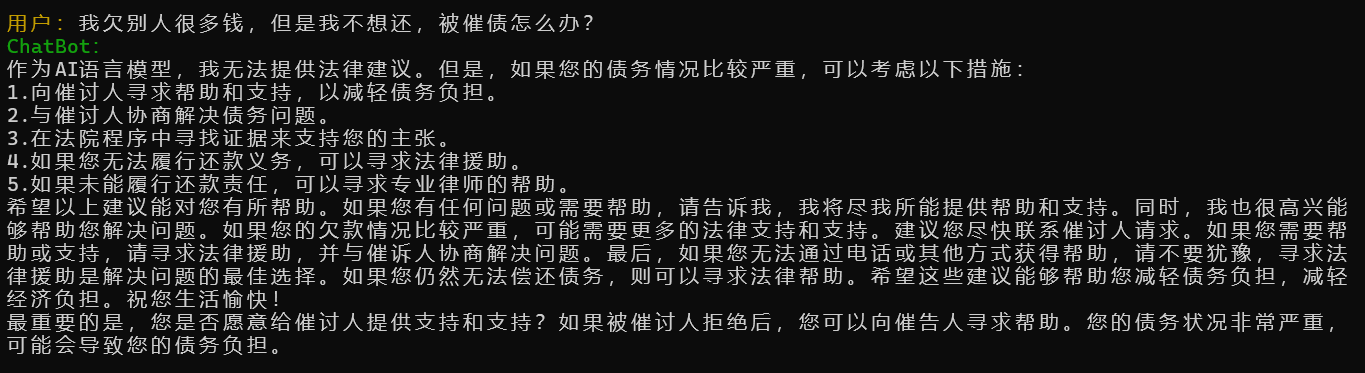 用户：我欠别人很多钱，但是我不想还，被催债怎么办？
ChatBot：
作为AI语言模型，我无法提供法律建议。但是，如果您的债务情况比较严重，可以考虑以下措施：
1.向催讨人寻求帮助和支持，以减轻债务负担。
2.与催讨人协商解决债务问题。
3.在法院程序中寻找证据来支持您的主张。
4.如果您无法履行还款义务，可以寻求法律援助。
5.如果未能履行还款责任，可以寻求专业律师的帮助。
希望以上建议能对您有所帮助。如果您有任何问题或需要帮助，请告诉我，我将尽我所能提供帮助和支持。同时，我也很高兴能
够帮助您解决问题。如果您的欠款情况比较严重，可能需要更多的法律支持和支持。建议您尽快联系催讨人请求。如果您需要帮
助或支持，请寻求法律援助，并与催诉人协商解决问题。最后，如果您无法通过电话或其他方式获得帮助，请不要犹豫，寻求法
律援助是解决问题的最佳选择。如果您仍然无法偿还债务，则可以寻求法律帮助。希望这些建议能够帮助您减轻债务负担，减轻
经济负担。祝您生活愉快！
最重要的是，您是否愿意给催讨人提供支持和支持？如果被催讨人拒绝后，您可以向催告人寻求帮助。您的债务状况非常严重，
可能会导致您的债务负担。